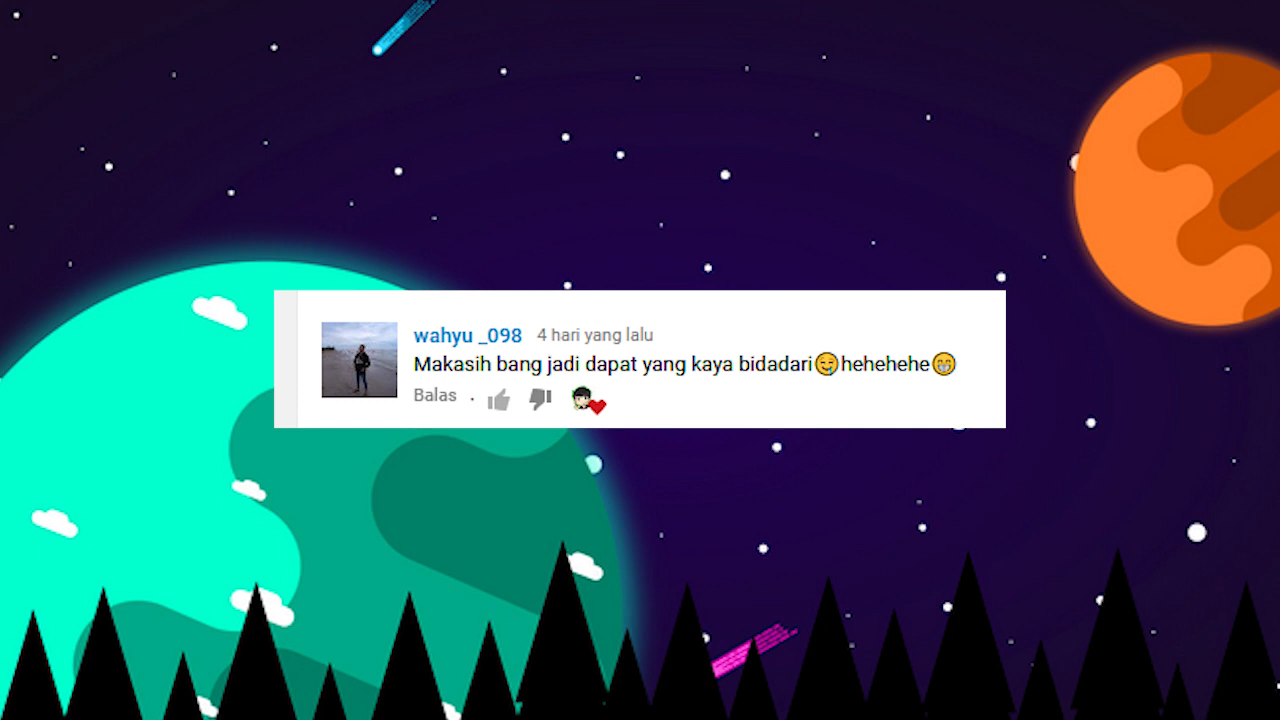 wahyu _098 4 hari yang lalu
Makasih bang jadi dapat yang kaya bidadari🤤hehehehe😁
Balas .